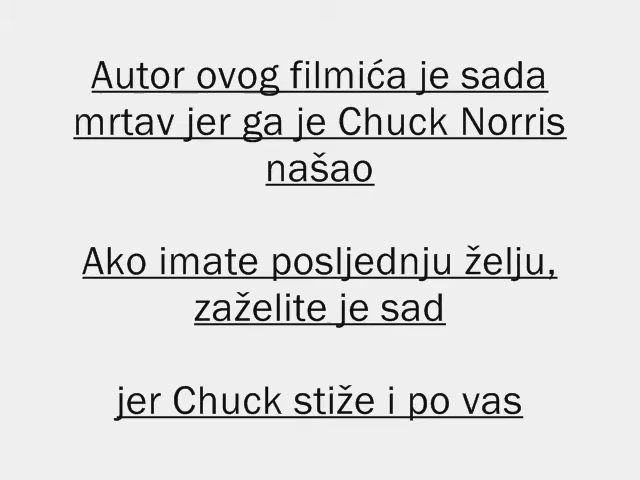 Autor ovog filmića je sada
mrtav jer ga je Chuck Norris
našao
Ako imate posljednju želju,
zaželite je sad
jer Chuck stiže i po vas